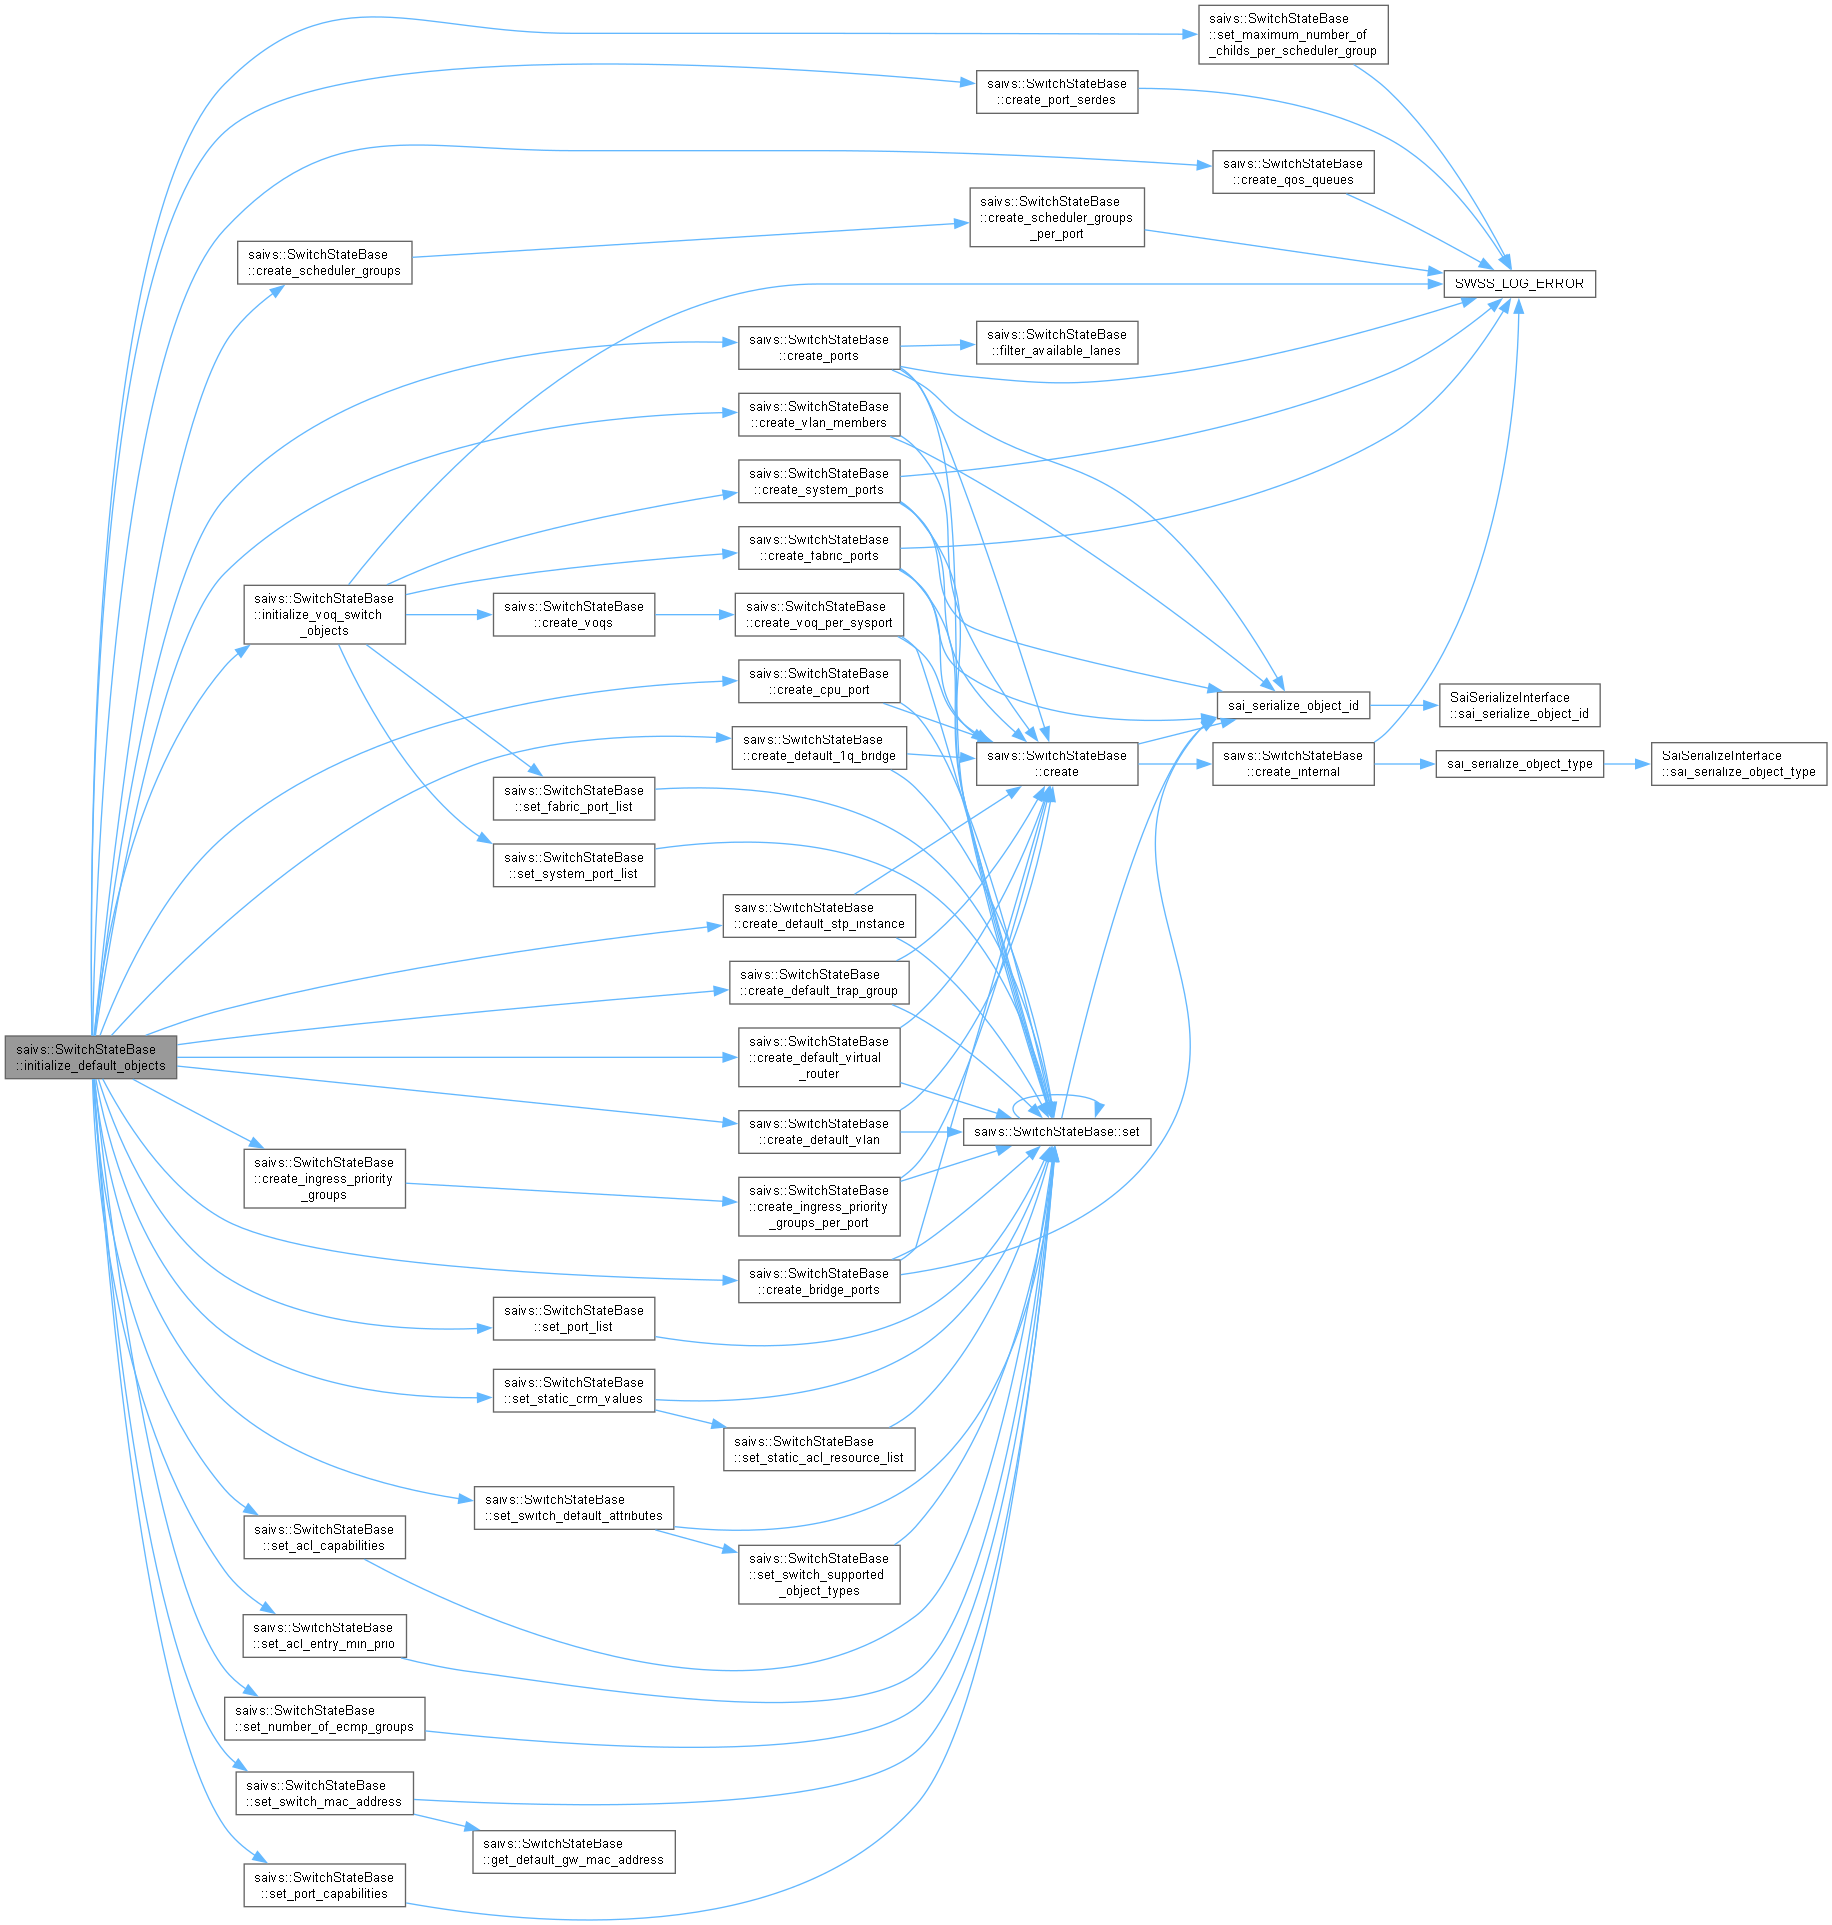 saivs::SwitchStateBase
::set_maximum_number_of
_childs_per_scheduler_group
saivs::SwitchStateBase
::create_port_serdes
saivs::SwitchStateBase
::create_qos_queues
saivs::SwitchStateBase
::create_scheduler_groups
_per_port
saivs::SwitchStateBase
::create_scheduler_groups
SWSS_LOG_ERROR
saivs::SwitchStateBase
::create_ports
saivs::SwitchStateBase
::filter_available_lanes
saivs::SwitchStateBase
::create_vlan_members
saivs::SwitchStateBase
::create_system_ports
saivs::SwitchStateBase
::create_fabric_ports
saivs::SwitchStateBase
::initialize_voq_switch
_objects
saivs::SwitchStateBase
::create_voqs
saivs::SwitchStateBase
::create_voq_per_sysport
saivs::SwitchStateBase
::create_cpu_port
sai_serialize_object_id
SaiSerializeInterface
::sai_serialize_object_id
saivs::SwitchStateBase
::create_default_1q_bridge
saivs::SwitchStateBase
::create
saivs::SwitchStateBase
::create_internal
sai_serialize_object_type
SaiSerializeInterface
::sai_serialize_object_type
saivs::SwitchStateBase
::set_fabric_port_list
saivs::SwitchStateBase
::set_system_port_list
saivs::SwitchStateBase
::create_default_stp_instance
saivs::SwitchStateBase
::create_default_trap_group
saivs::SwitchStateBase
::initialize_default_objects
saivs::SwitchStateBase
::create_default_virtual
_router
saivs::SwitchStateBase
::create_default_vlan
saivs::SwitchStateBase::set
saivs::SwitchStateBase
::create_ingress_priority
_groups
saivs::SwitchStateBase
::create_ingress_priority
_groups_per_port
saivs::SwitchStateBase
::create_bridge_ports
saivs::SwitchStateBase
::set_port_list
saivs::SwitchStateBase
::set_static_crm_values
saivs::SwitchStateBase
::set_static_acl_resource_list
saivs::SwitchStateBase
::set_switch_default_attributes
saivs::SwitchStateBase
::set_acl_capabilities
saivs::SwitchStateBase
::set_switch_supported
_object_types
saivs::SwitchStateBase
::set_acl_entry_min_prio
saivs::SwitchStateBase
::set_number_of_ecmp_groups
saivs::SwitchStateBase
::set_switch_mac_address
saivs::SwitchStateBase
::get_default_gw_mac_address
saivs::SwitchStateBase
::set_port_capabilities